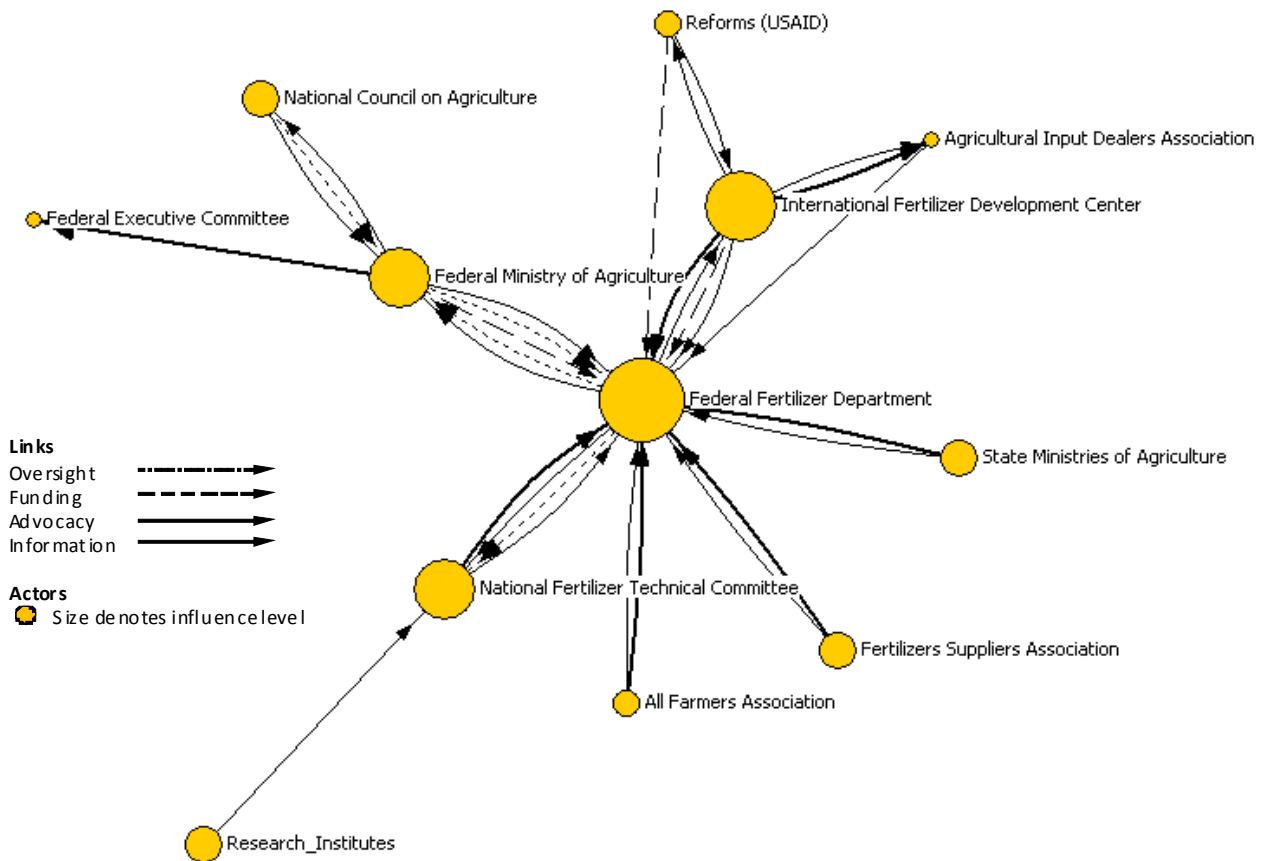 Reforms (USAID)
National Council on Agriculture
Agricultural Input Dealers Association
International Fertilizer Development Center
Federal Executive Committee
Federal Ministry of Agriculture
Federal Fertilizer Department
State Ministries of Agriculture
Links
Oversight
Funding
Advocacy
Information
National Fertilizer Technical Committee
Actors
Size denotes influence level
Fertilizers Suppliers Association
All Farmers Association
Research_Institutes